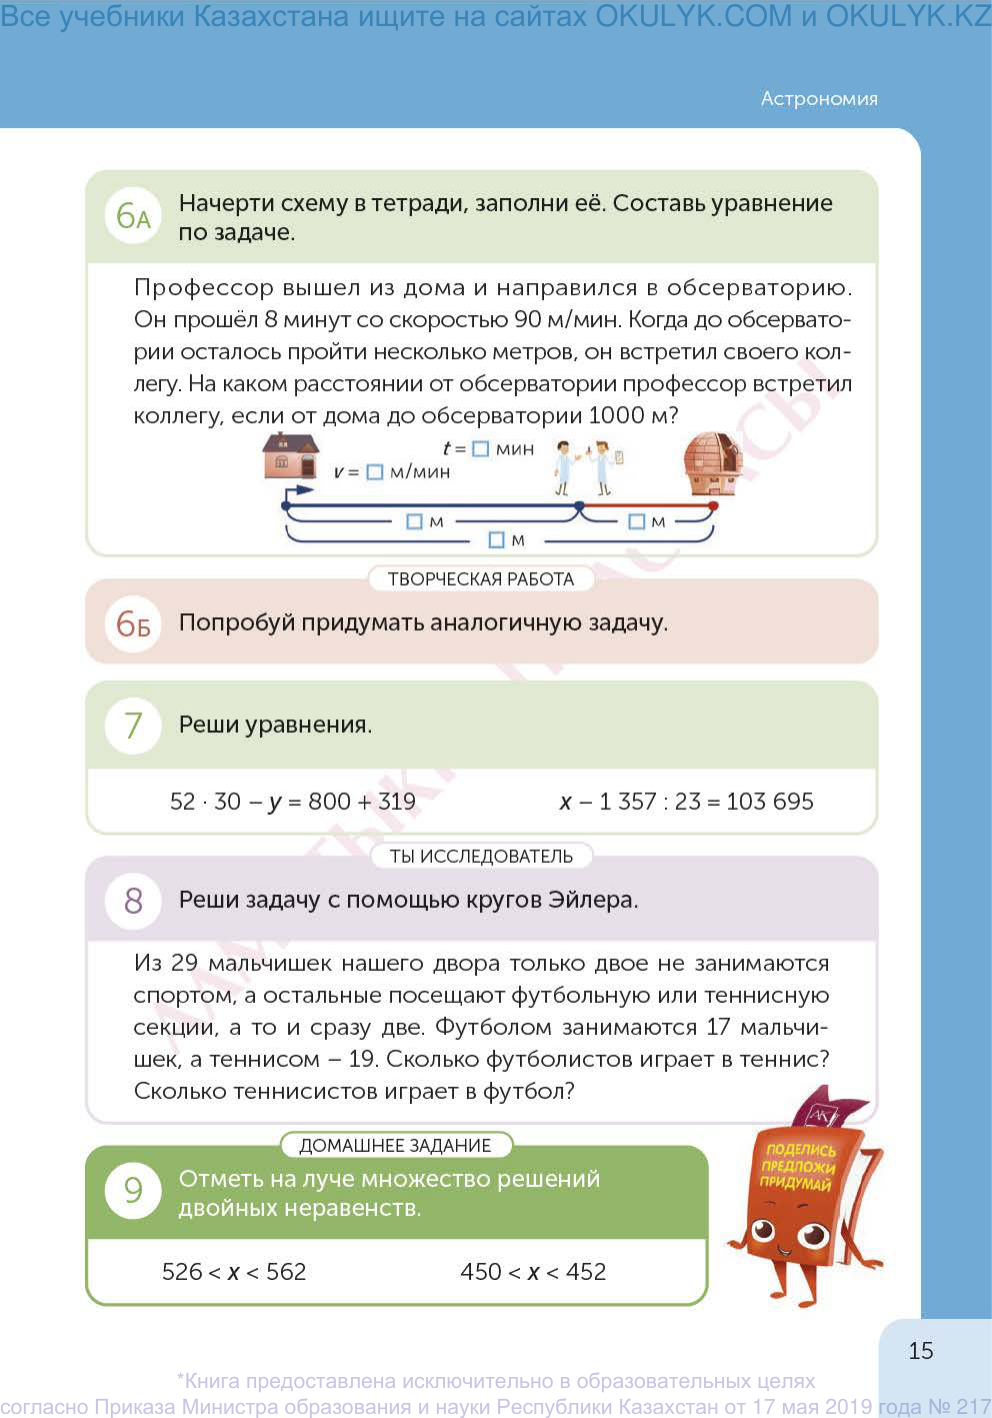 Все учебники Казахстана ищите на сайтах OKULYK.COM и OKULYK.KZ
Астрономия
6А
Начерти схему в тетради, заполни её. Составь уравнение
по задаче.
Профессор вышел из дома и направился в обсерваторию.
Он прошёл 8 минут со скоростью 90 м/мин. Когда до обсервато-
рии осталось пройти несколько метров, он встретил своего кол-
легу. На каком расстоянии от обсерватории профессор встретил
коллегу, если от дома до обсерватории 1000 м?
t = □ мин
v = □ м/мин
□ м □ м
□ м
ТВОРЧЕСКАЯ РАБОТА
6Б
Попробуй придумать аналогичную задачу.
7
Реши уравнения.
52 · 30 – y = 800 + 319 x – 1 357 : 23 = 103 695
ТЫ ИССЛЕДОВАТЕЛЬ
8
Реши задачу с помощью кругов Эйлера.
Из 29 мальчишек нашего двора только двое не занимаются
спортом, а остальные посещают футбольную или теннисную
секции, а то и сразу две. Футболом занимаются 17 мальчи-
шек, а теннисом – 19. Сколько футболистов играет в теннис?
Сколько теннисистов играет в футбол?
АК
ПОДЕЛИСЬ
ПРЕДЛОЖИ
ПРИДУМАЙ
ДОМАШНЕЕ ЗАДАНИЕ
9
Отметь на луче множество решений
двойных неравенств.
526 < x < 562 450 < x < 452
15
*Книга предоставлена исключительно в образовательных целях
согласно Приказа Министра образования и науки Республики Казахстан от 17 мая 2019 года № 217